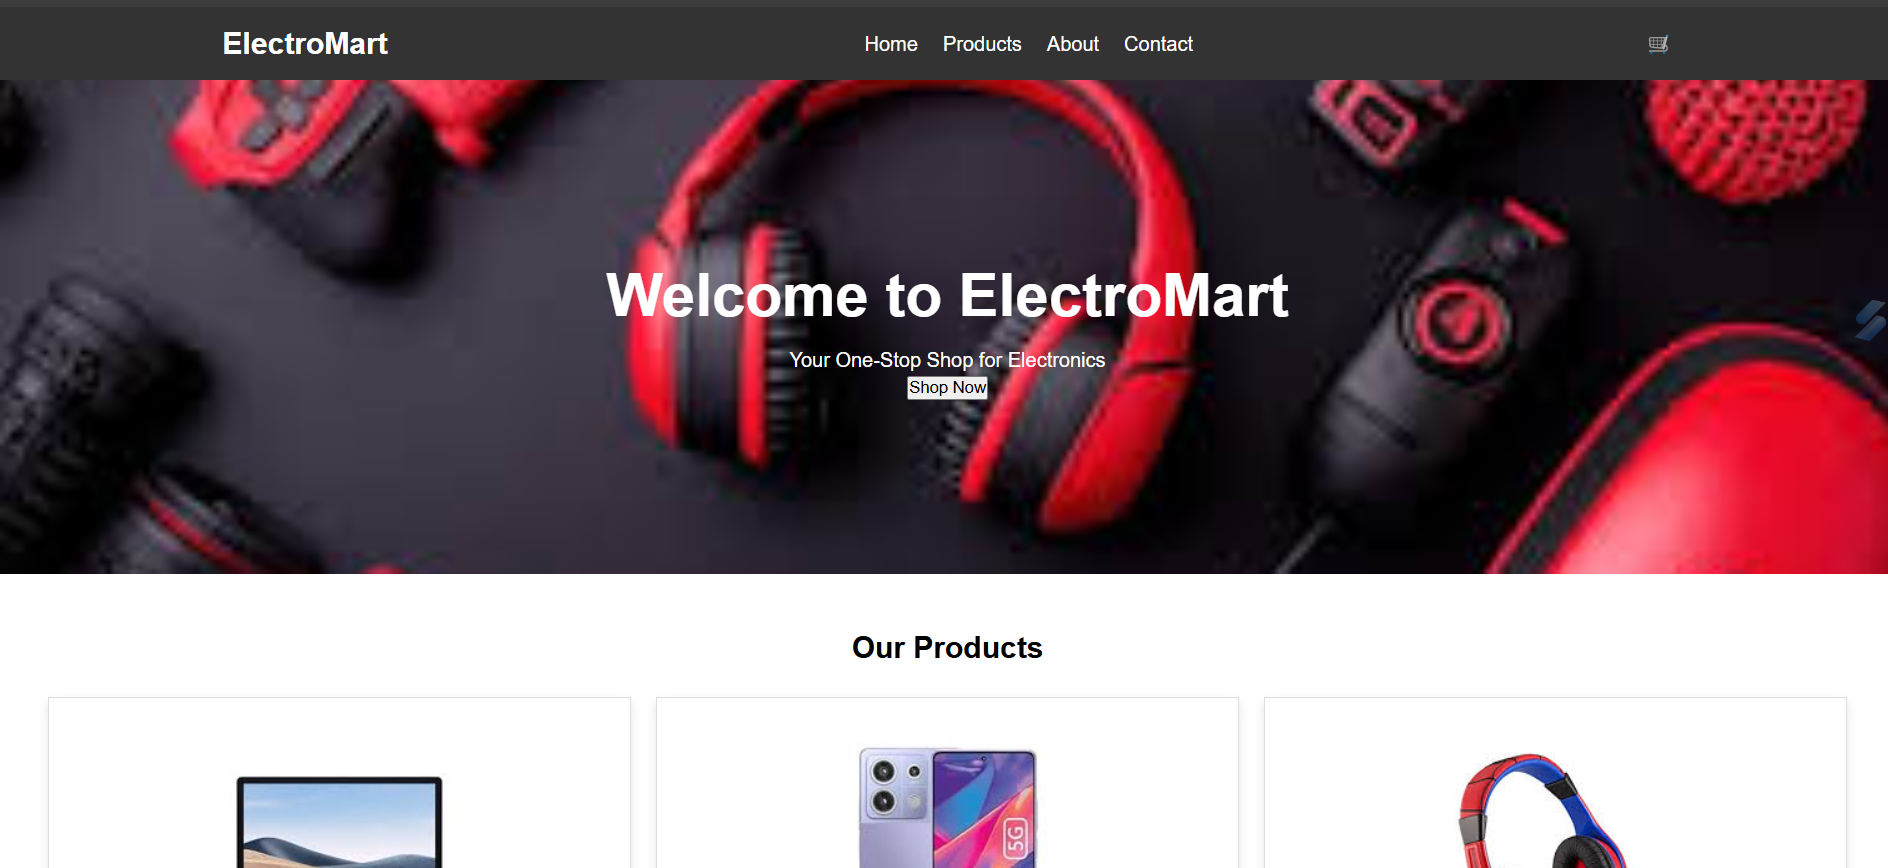 ElectroMart
Home Products About Contact
Welcome to ElectroMart
Your One-Stop Shop for Electronics
Shop Now
Our Products
5G